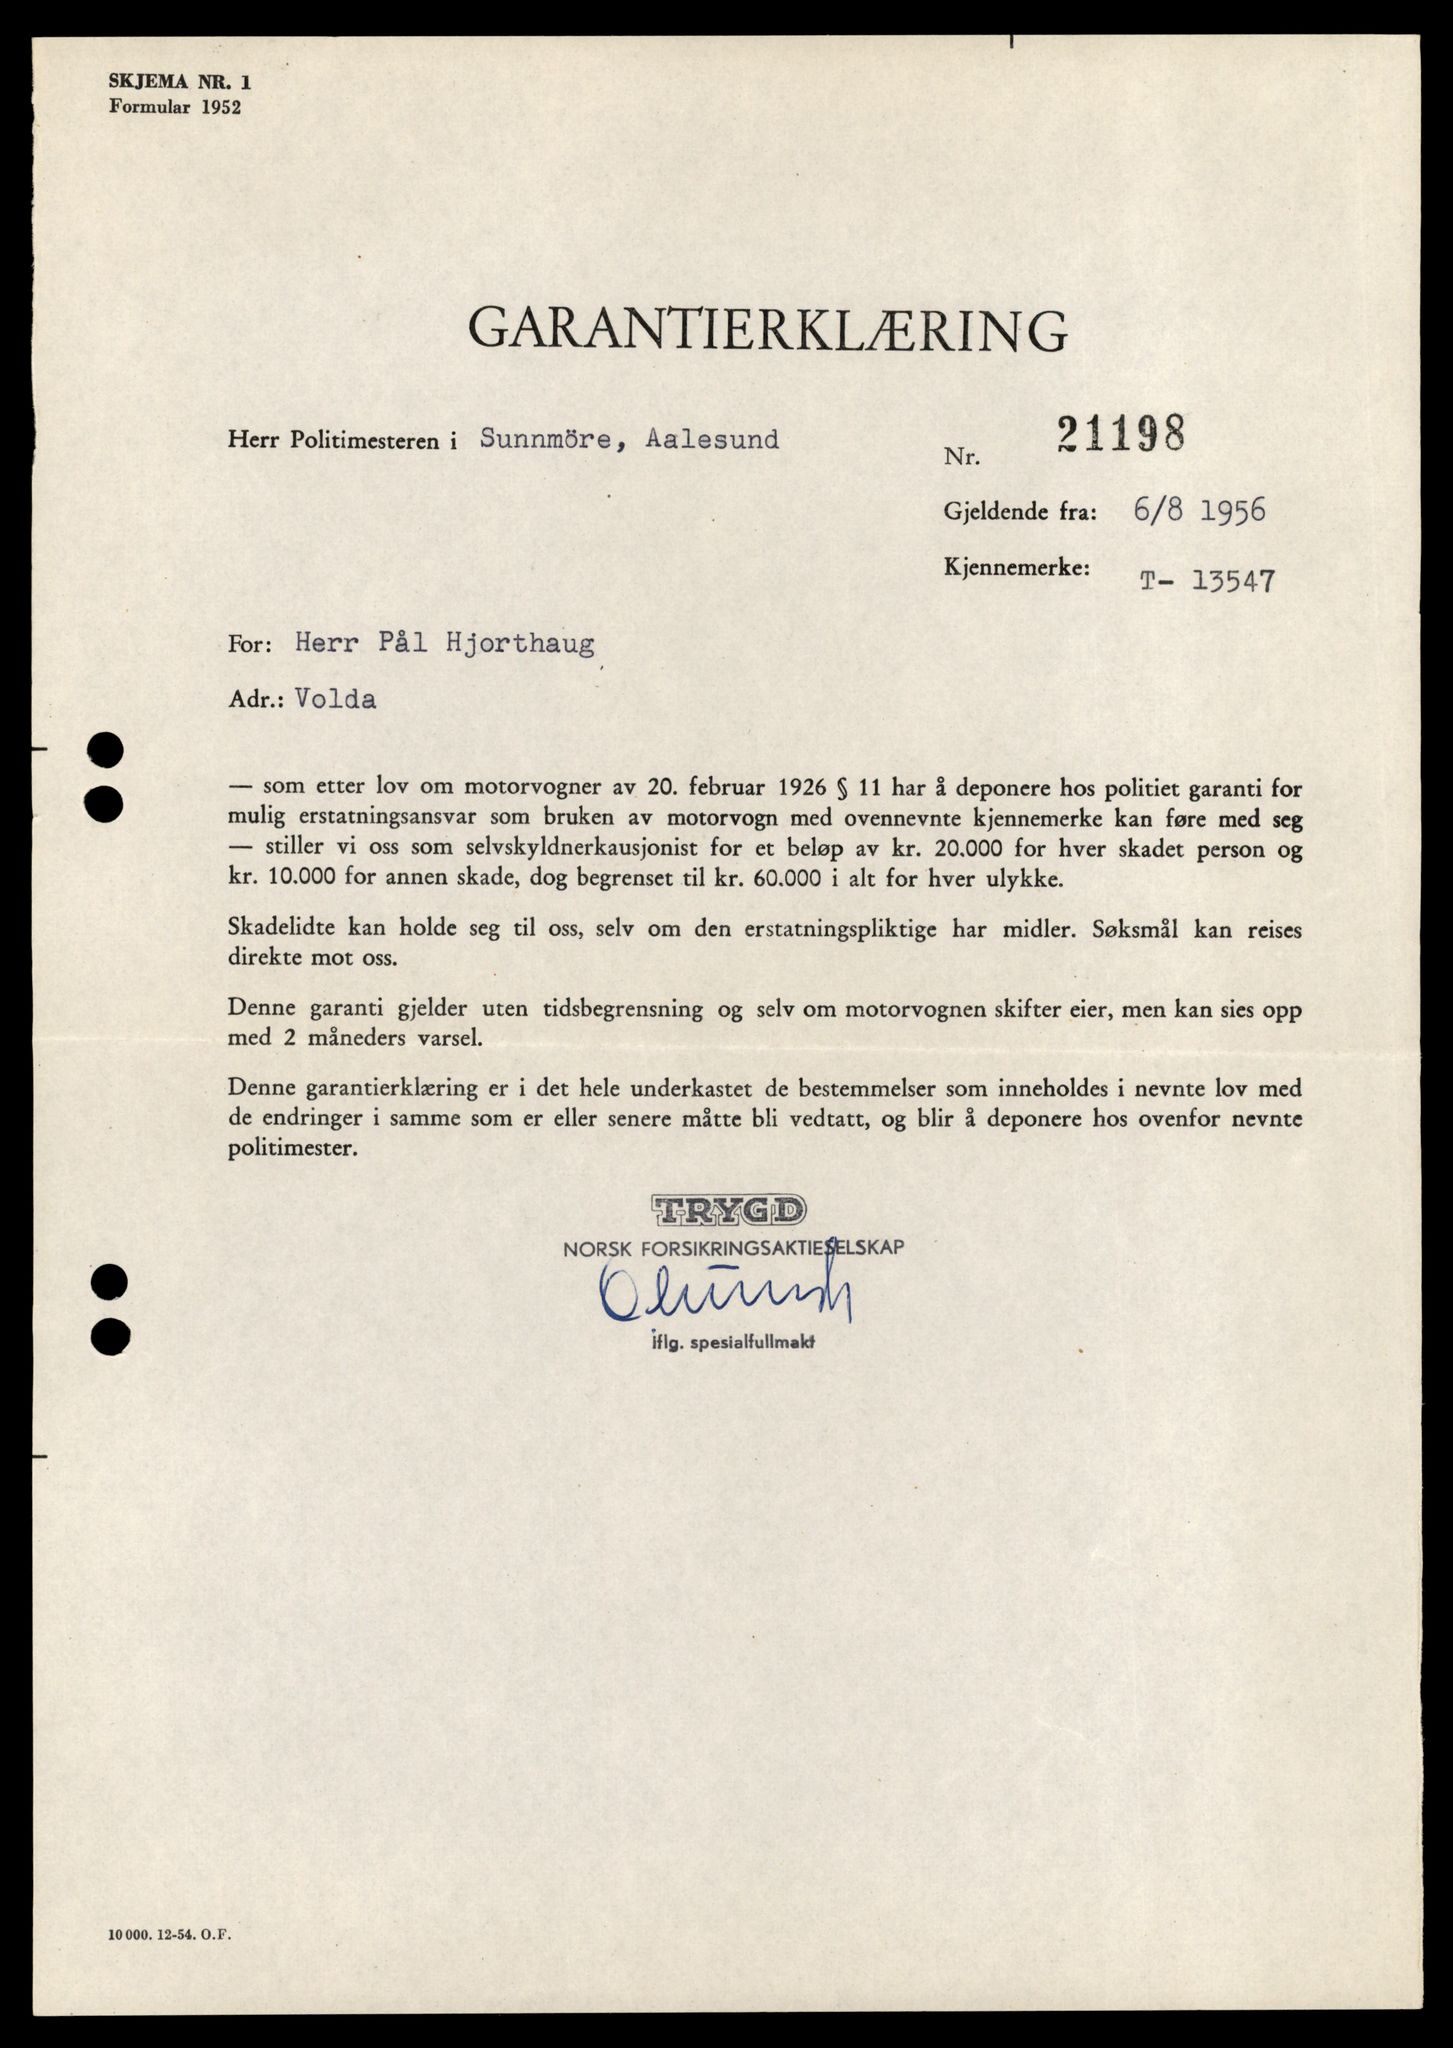 SKJEMA NR. 1
Formular 1952
GARANTIERKLÆRING
Herr Politimesteren i Sunnmöre, Aalesund
Nr. 21198
Gjeldende fra: 6/8 1956
Kjennemerke: T- 13547
For: Herr Pål Hjorthaug
Adr.: Volda
— som etter lov om motorvogner av 20. februar 1926 § 11 har å deponere hos politiet garanti for
mulig erstatningsansvar som bruken av motorvogn med ovennevnte kjennemerke kan føre med seg
— stiller vi oss som selvskyldnerkausjonist for et beløp av kr. 20.000 for hver skadet person og
kr. 10.000 for annen skade, dog begrenset til kr. 60.000 i alt for hver ulykke.
Skadelidte kan holde seg til oss, selv om den erstatningspliktige har midler. Søksmål kan reises
direkte mot oss.
Denne garanti gjelder uten tidsbegrensning og selv om motorvognen skifter eier, men kan sies opp
med 2 måneders varsel.
Denne garantierklæring er i det hele underkastet de bestemmelser som inneholdes i nevnte lov med
de endringer i samme som er eller senere måtte bli vedtatt, og blir å deponere hos ovenfor nevnte
politimester.
TRYGD
NORSK FORSIKRINGSAKTIESELSKAP
iflg. spesialfullmakt
10 000. 12-54. O.F.